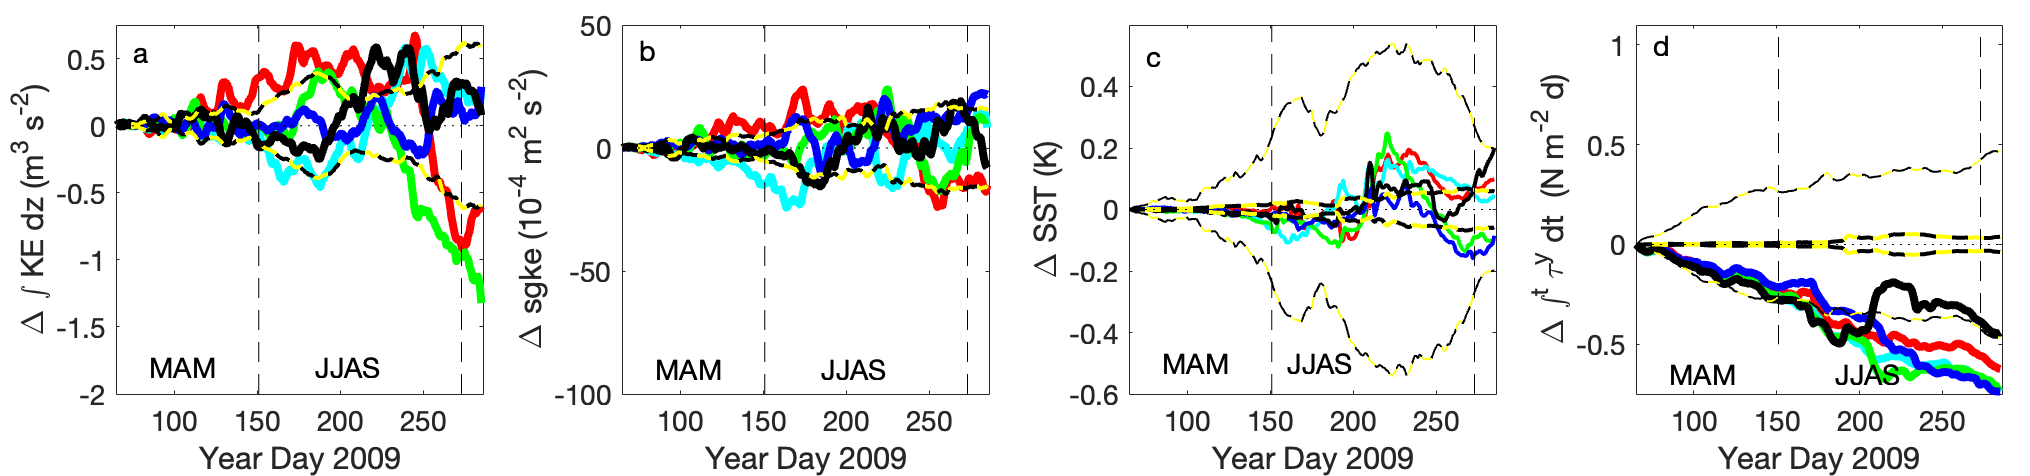 a
Δ ∫ KE dz (m³ s⁻²)
0.5
0
-0.5
-1
-1.5
-2
MAM
JJAS
100
150
200
250
Year Day 2009
b
Δ sgke (10⁻⁴ m² s⁻²)
50
0
-50
-100
MAM
JJAS
100
150
200
250
Year Day 2009
c
Δ SST (K)
0.4
0.2
0
-0.2
-0.4
-0.6
MAM
JJAS
100
150
200
250
Year Day 2009
d
Δ ∫ᵗ τʸ dt (N m⁻² d)
1
0.5
0
-0.5
MAM
JJAS
100
150
200
250
Year Day 2009